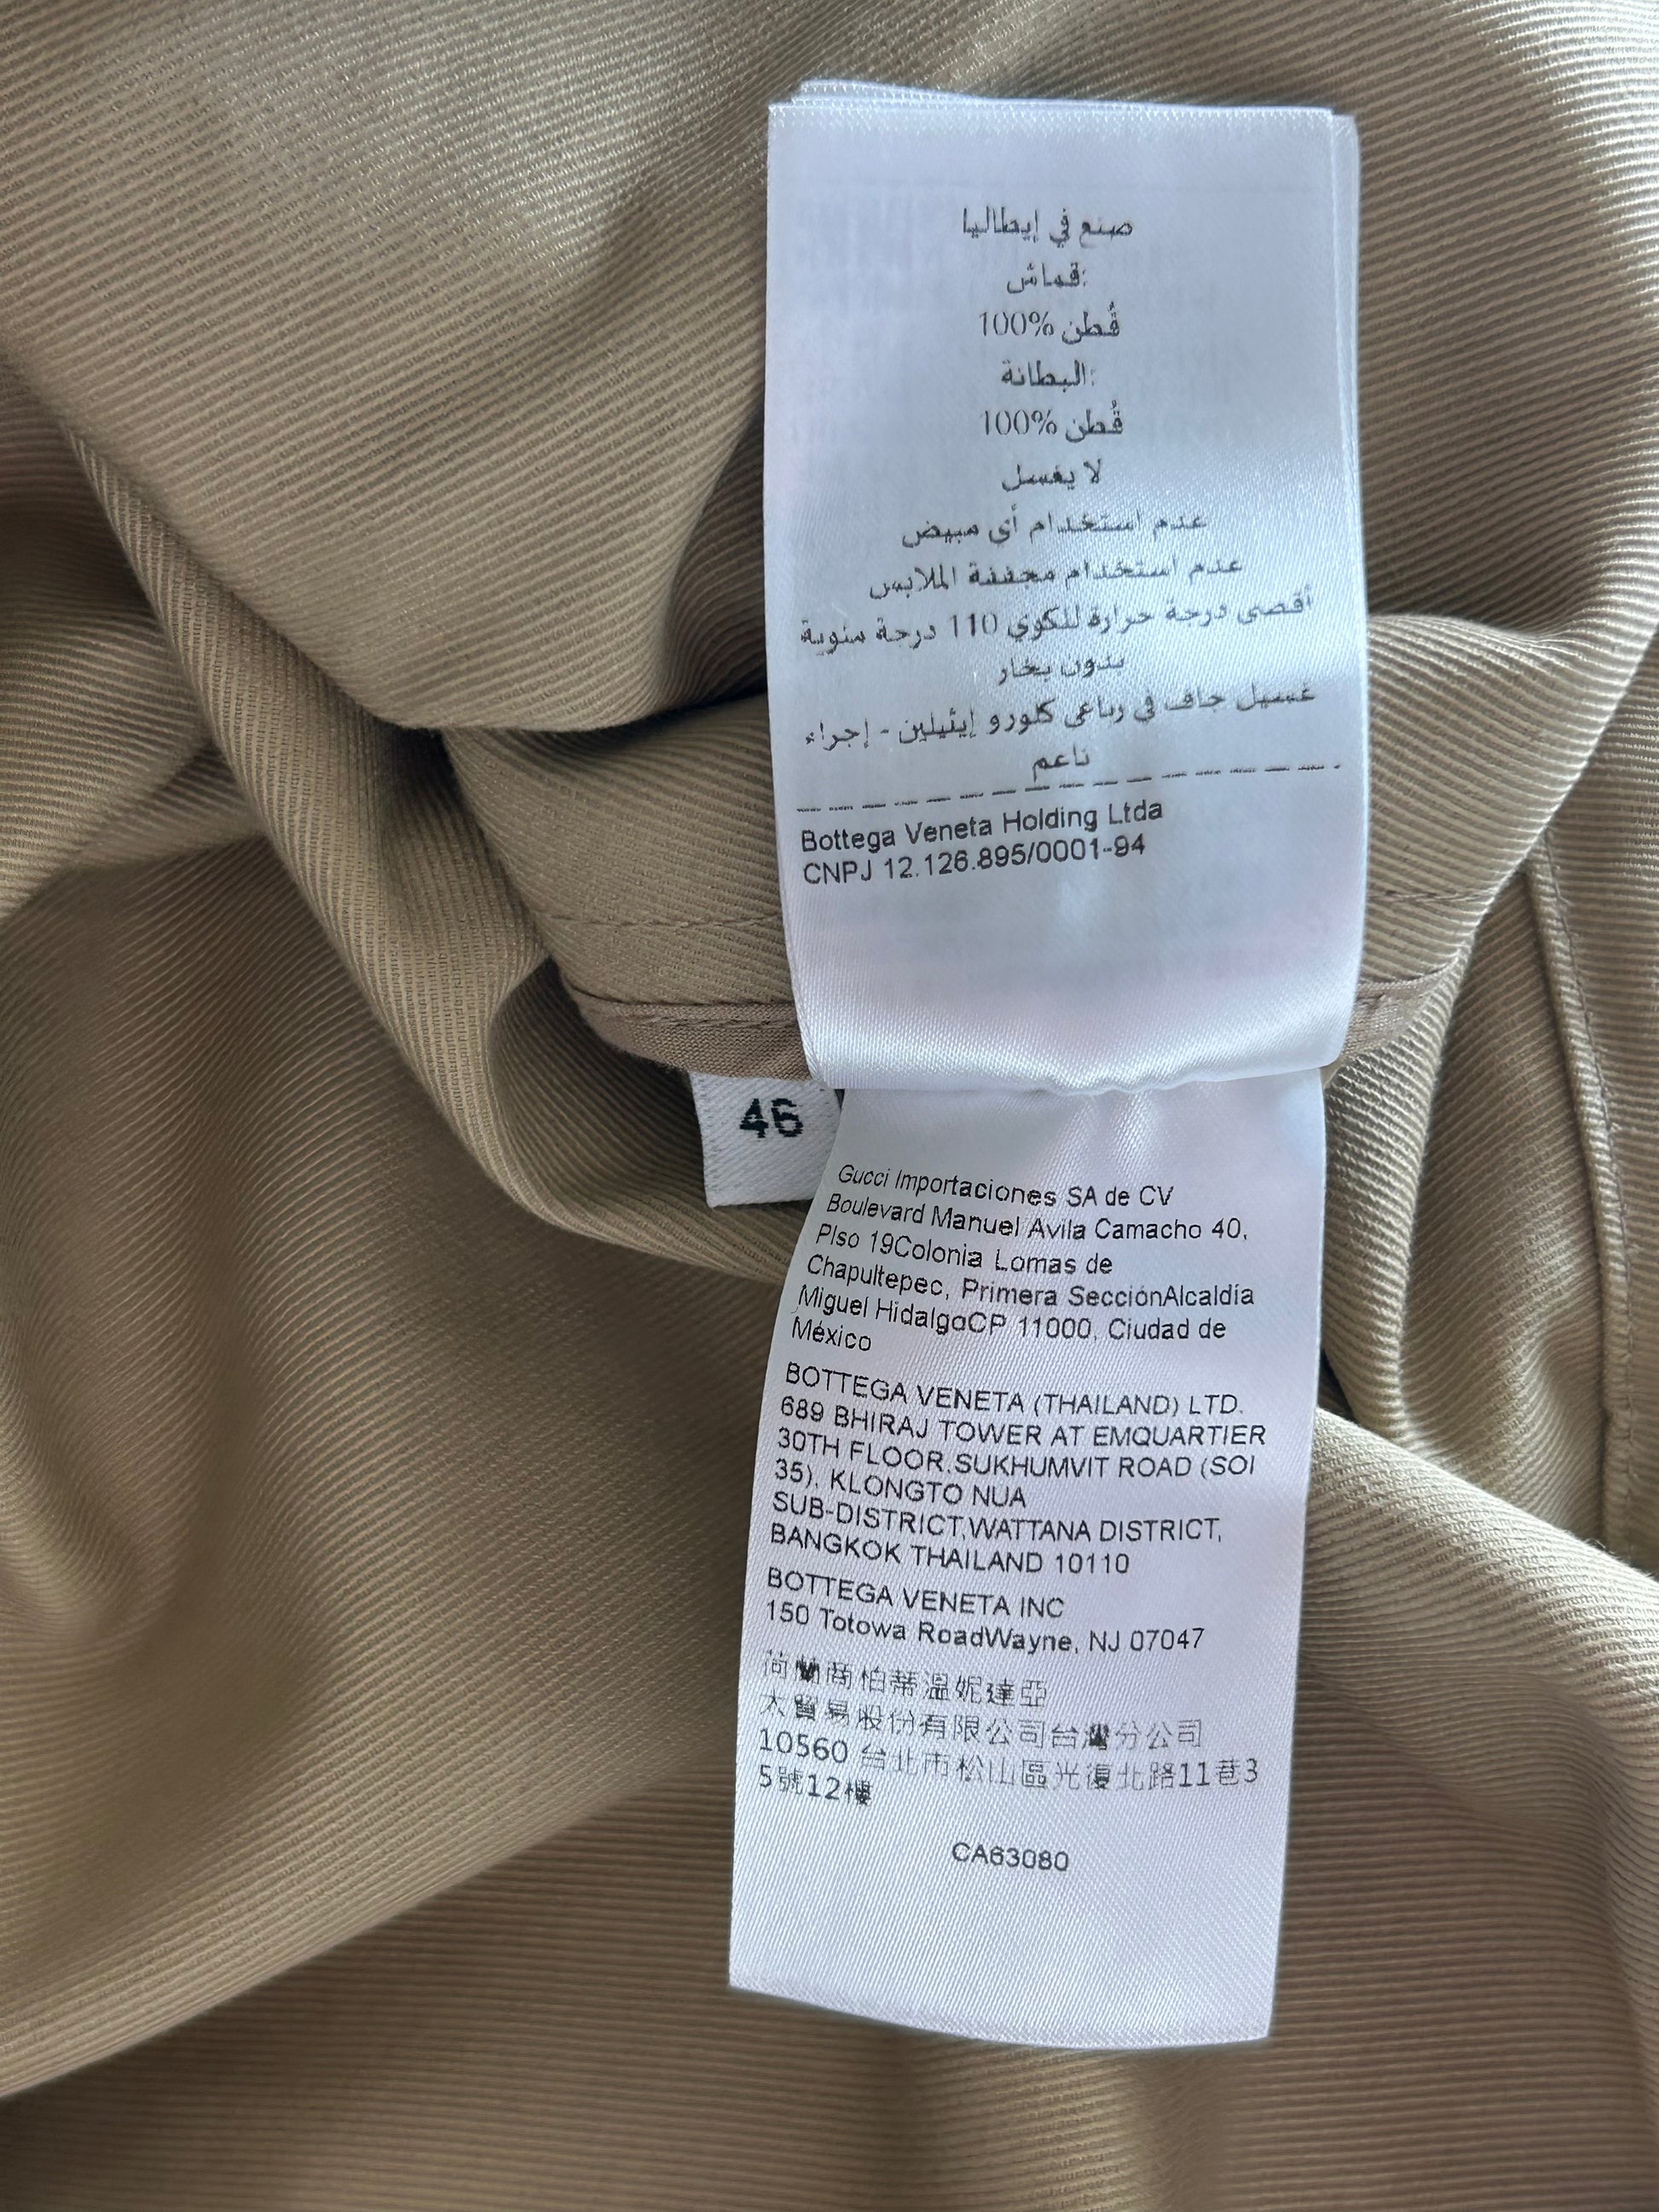 صنع في إيطاليا
قماش:
100% قُطن
البطانة:
100% قُطن
لا يغسل
عدم استخدام أي مبيض
عدم استخدام مجففة الملابس
أقصى درجة حرارة للكوي 110 درجة مئوية
بدون بخار
غسيل جاف في رباعي كلورو إيثيلين - إجراء
ناعم
Bottega Veneta Holding Ltda
CNPJ 12.126.895/0001-94
46
Gucci Importaciones SA de CV
Boulevard Manuel Avila Camacho 40,
PIso 19Colonia Lomas de
Chapultepec, Primera SecciónAlcaldía
Miguel HidalgoCP 11000, Ciudad de
México
BOTTEGA VENETA (THAILAND) LTD.
689 BHIRAJ TOWER AT EMQUARTIER
30TH FLOOR.SUKHUMVIT ROAD (SOI
35), KLONGTO NUA
SUB-DISTRICT,WATTANA DISTRICT,
BANGKOK THAILAND 10110
BOTTEGA VENETA INC
150 Totowa RoadWayne, NJ 07047
荷蘭商伯蒂溫妮達亞
太貿易股份有限公司台灣分公司
10560 台北市松山區光復北路11巷3
5號12樓
CA63080